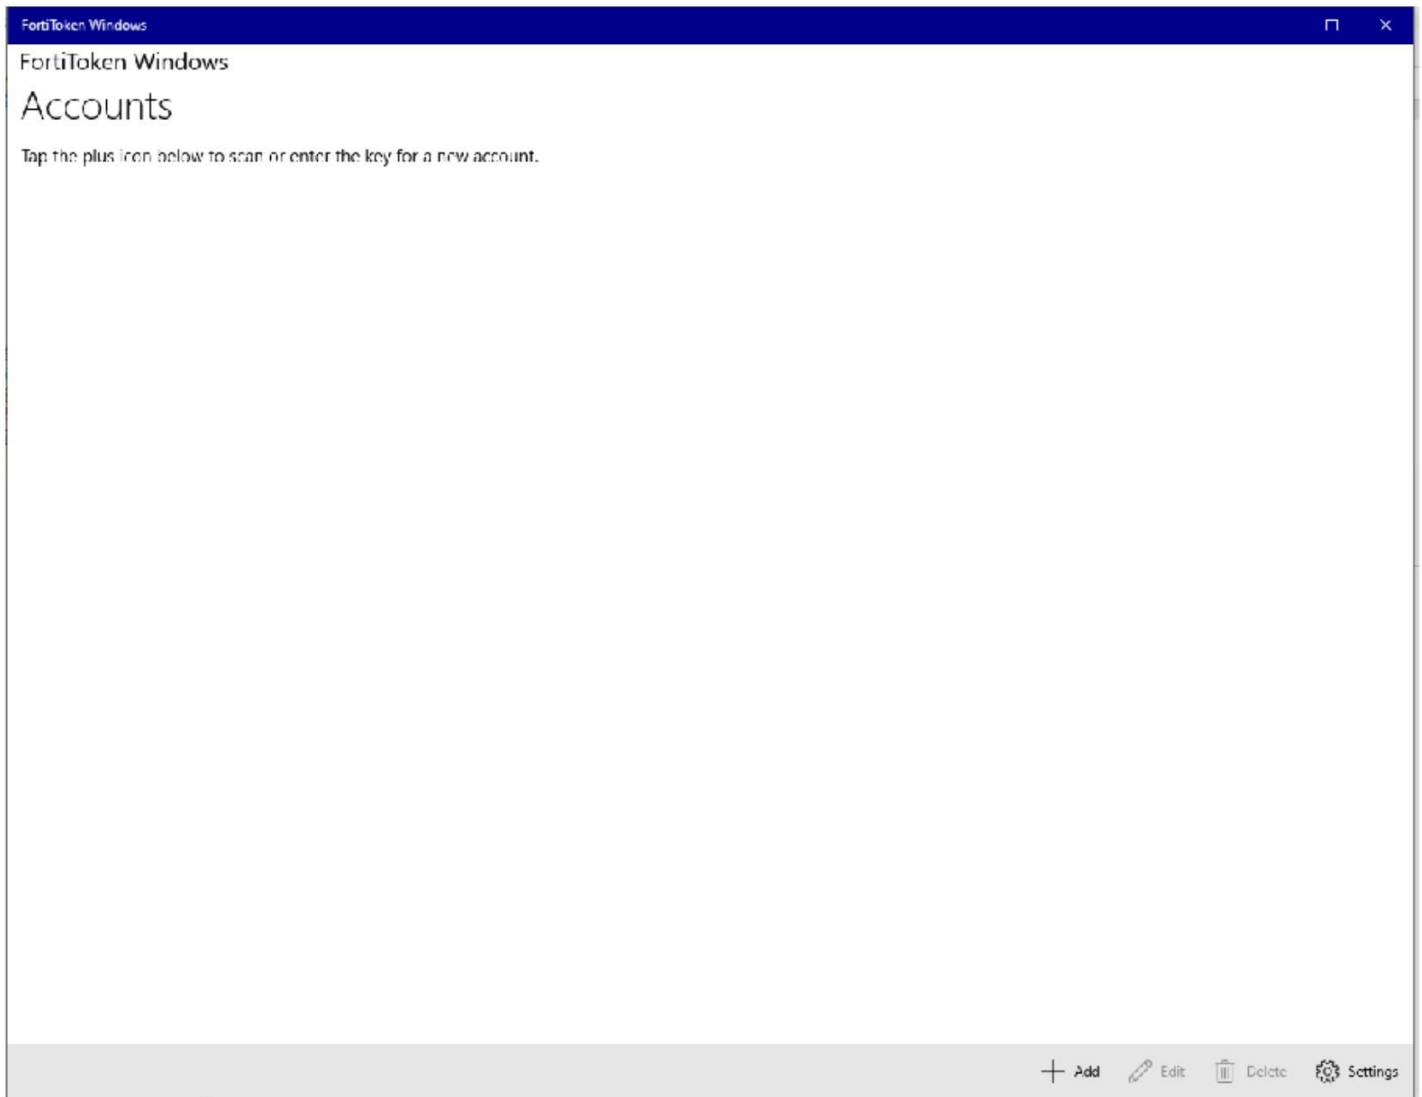 FortiToken Windows
FortiToken Windows
Accounts
Tap the plus icon below to scan or enter the key for a new account.
Add Edit Delete Settings